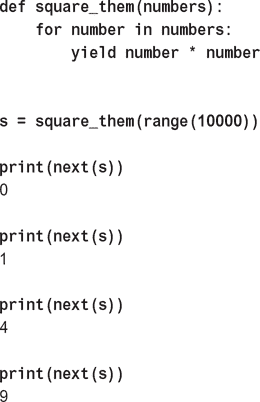 def square_them(numbers):
    for number in numbers:
        yield number * number
s = square_them(range(10000))
print(next(s))
0
print(next(s))
1
print(next(s))
4
print(next(s))
9